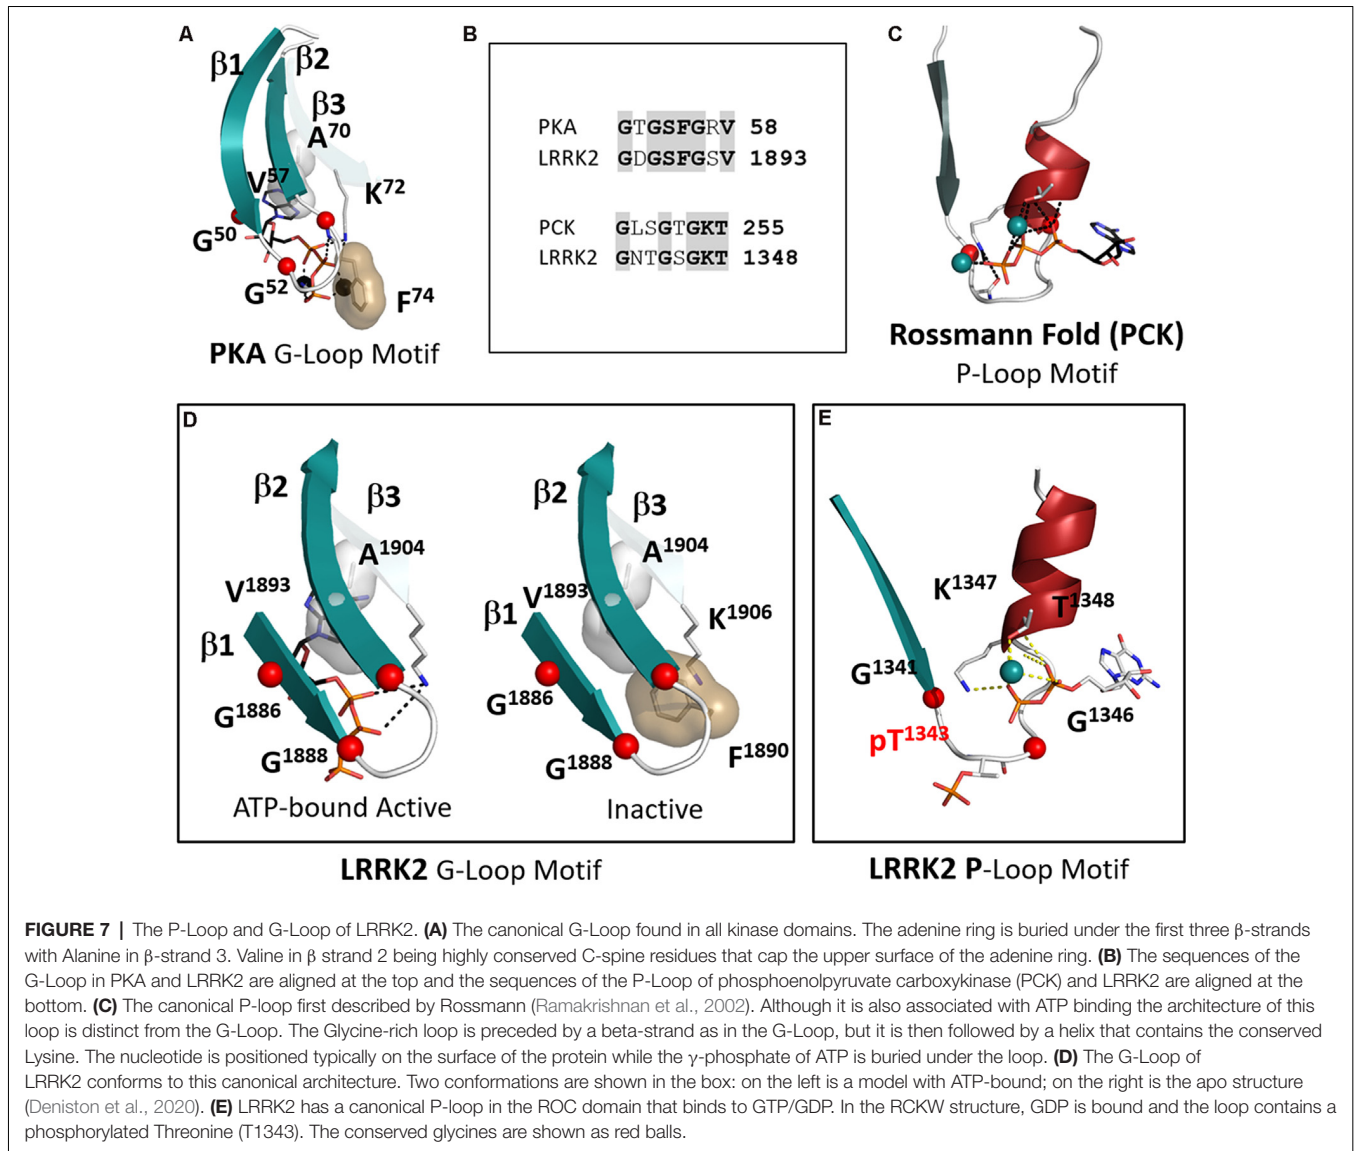 A
β1
β2
β3
A70
V57
K72
G50
G52
F74
PKA G-Loop Motif
B
PKA GTGSFGRV 58
LRRK2 GDGSFGSV 1893
PCK GLSGTGKT 255
LRRK2 GNTGSGKT 1348
C
Rossmann Fold (PCK)
P-Loop Motif
D
β2
β3
A1904
V1893
β1
G1886
G1888
ATP-bound Active
β2
β3
A1904
V1893
β1
K1906
G1886
G1888
F1890
Inactive
LRRK2 G-Loop Motif
E
K1347
T1348
G1341
G1346
pT1343
LRRK2 P-Loop Motif
FIGURE 7 | The P-Loop and G-Loop of LRRK2. (A) The canonical G-Loop found in all kinase domains. The adenine ring is buried under the first three β-strands
with Alanine in β-strand 3. Valine in β strand 2 being highly conserved C-spine residues that cap the upper surface of the adenine ring. (B) The sequences of the
G-Loop in PKA and LRRK2 are aligned at the top and the sequences of the P-Loop of phosphoenolpyruvate carboxykinase (PCK) and LRRK2 are aligned at the
bottom. (C) The canonical P-loop first described by Rossmann (Ramakrishnan et al., 2002). Although it is also associated with ATP binding the architecture of this
loop is distinct from the G-Loop. The Glycine-rich loop is preceded by a beta-strand as in the G-Loop, but it is then followed by a helix that contains the conserved
Lysine. The nucleotide is positioned typically on the surface of the protein while the γ-phosphate of ATP is buried under the loop. (D) The G-Loop of
LRRK2 conforms to this canonical architecture. Two conformations are shown in the box: on the left is a model with ATP-bound; on the right is the apo structure
(Deniston et al., 2020). (E) LRRK2 has a canonical P-loop in the ROC domain that binds to GTP/GDP. In the RCKW structure, GDP is bound and the loop contains a
phosphorylated Threonine (T1343). The conserved glycines are shown as red balls.